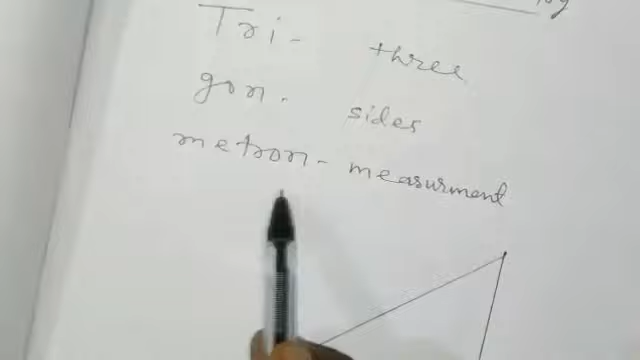 Tri - three
gon. sides
metron - measurment